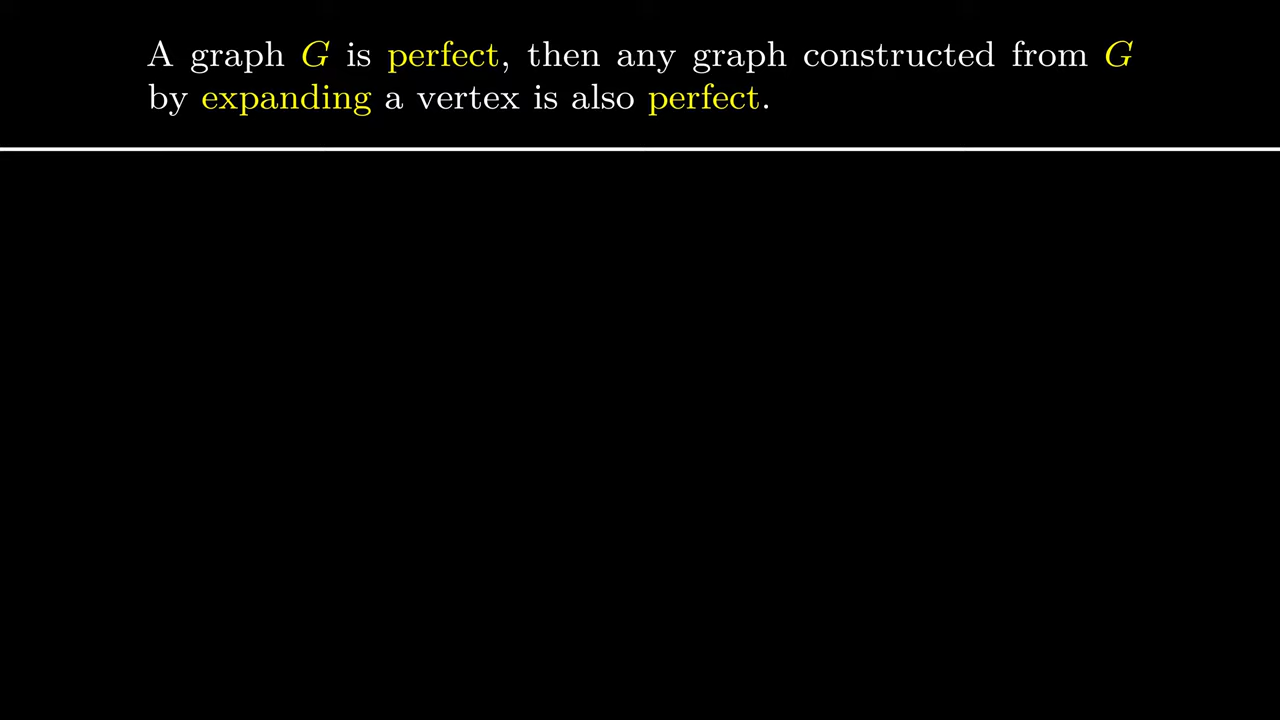 A graph G is perfect, then any graph constructed from G
by expanding a vertex is also perfect.